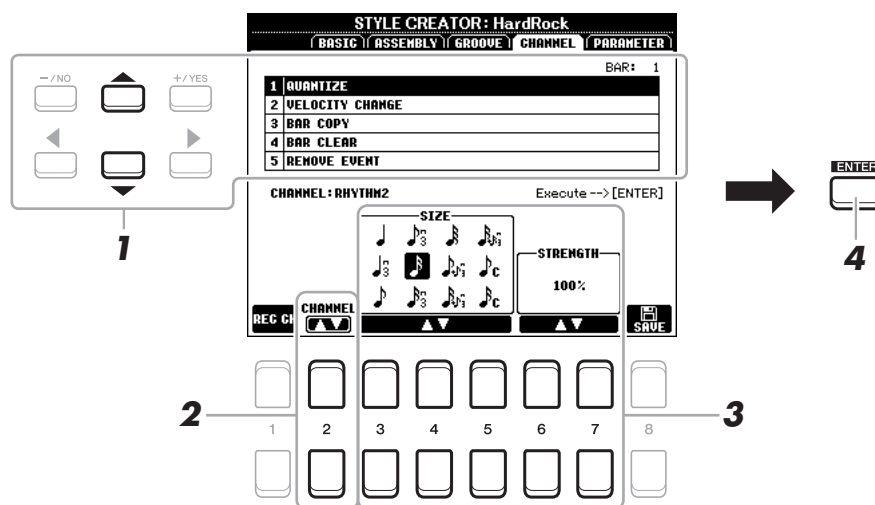 STYLE CREATOR: HardRock
BASIC ASSEMBLY GROOVE CHANNEL PARAMETER
BAR: 1
1 QUANTIZE
2 VELOCITY CHANGE
3 BAR COPY
4 BAR CLEAR
5 REMOVE EVENT
CHANNEL: RHYTHM2 Execute -->[ENTER]
SIZE
STRENGTH
100%
REC CH
CHANNEL
SAVE
–/NO
+/YES
1
ENTER
4
2
3
1 2 3 4 5 6 7 8